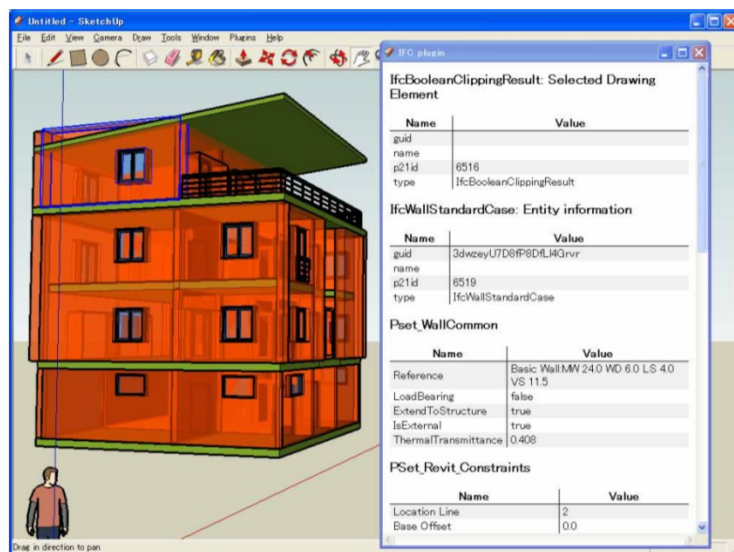 Untitled - SketchUp
File Edit View Camera Draw Tools Window Plugins Help
IFC plugin
IfcBooleanClippingResult: Selected Drawing
Element
Name Value
guid
name
p21id 6516
type IfcBooleanClippingResult
IfcWallStandardCase: Entity information
Name Value
guid 3dwzeyU7D8fP8DfLI4Grvr
name
p21id 6519
type IfcWallStandardCase
Pset_WallCommon
Name Value
Reference Basic Wall:MW 24.0 WD 6.0 LS 4.0
VS 11.5
LoadBearing false
ExtendToStructure true
IsExternal true
ThermalTransmittance 0.408
PSet_Revit_Constraints
Name Value
Location Line 2
Base Offset 0.0
Drag in direction to pan